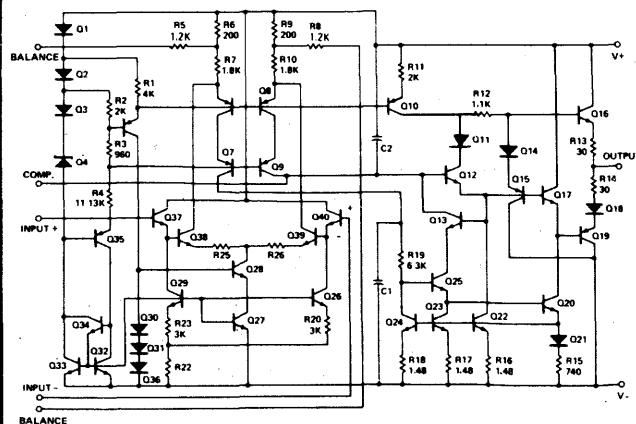 Q1
R5
1.2K
R6
200
R9
200
R8
1.2K
BALANCE
V+
Q2
R1
4K
R7
1.8K
R10
1.8K
R11
2K
Q3
R2
2K
Q8
Q10
R12
1.1K
Q16
R3
960
Q11
Q14
R13
30
C2
OUTPUT
Q4
Q7
Q9
Q12
Q15
Q17
R14
30
COMP.
R4
11 13K
Q18
Q37
Q40
+
Q13
Q19
INPUT +
Q35
Q38
Q39
-
R25
R26
R19
6 3K
Q25
Q28
Q29
Q26
C1
Q20
Q34
Q30
R23
3K
Q27
R20
3K
Q24
Q23
Q22
Q21
Q33
Q32
Q31
Q36
R22
R18
1.48
R17
1.48
R16
1.48
R15
740
INPUT -
V-
BALANCE